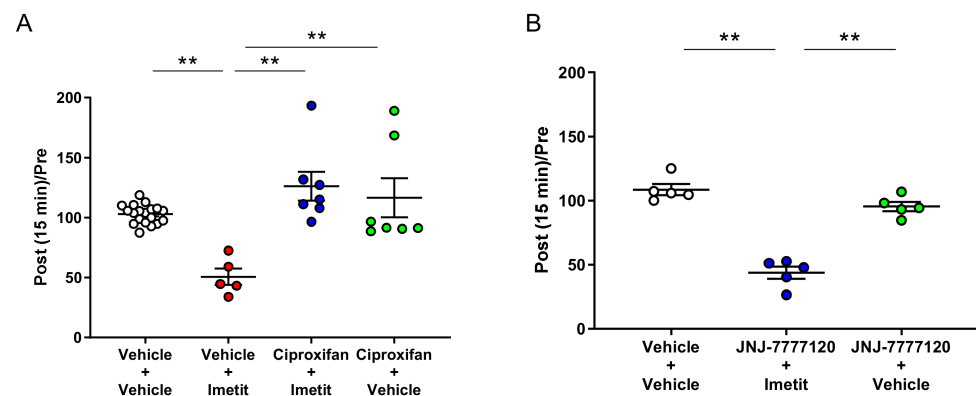 A
**
** **
Post (15 min)/Pre
200
150
100
50
0
Vehicle Vehicle Ciproxifan Ciproxifan
+ + + +
Vehicle Imetit Imetit Vehicle
B
** **
Post (15 min)/Pre
200
150
100
50
0
Vehicle JNJ-7777120 JNJ-7777120
+ + +
Vehicle Imetit Vehicle